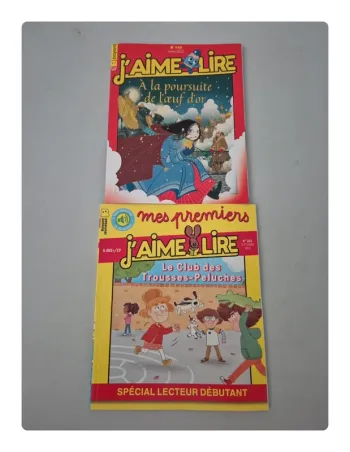 J'AIME LIRE
À la poursuite
de l'œuf d'or
mes premiers
J'AIME LIRE
Le Club des
Trousses-Peluches
SPÉCIAL LECTEUR DÉBUTANT